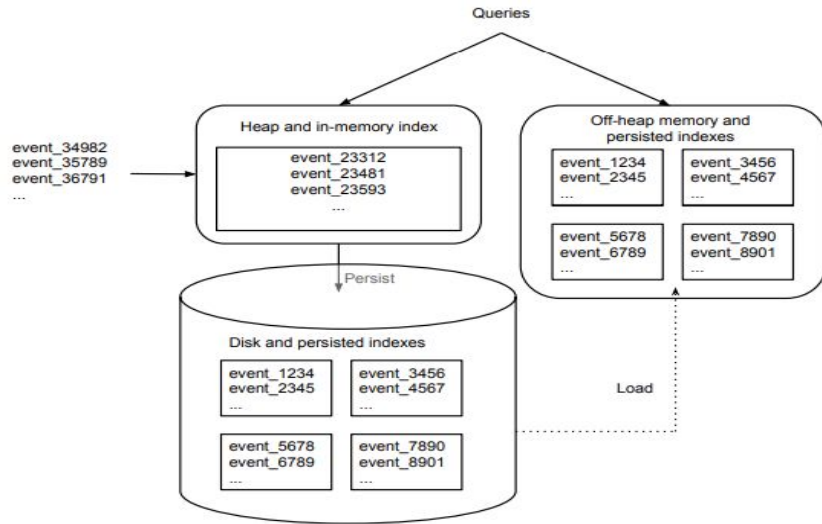 Queries
Heap and in-memory index
event_23312
event_23481
event_23593
...
event_34982
event_35789
event_36791
...
Off-heap memory and
persisted indexes
event_1234
event_2345
...
event_3456
event_4567
...
event_5678
event_6789
...
event_7890
event_8901
...
Persist
Disk and persisted indexes
event_1234
event_2345
...
event_3456
event_4567
...
event_5678
event_6789
...
event_7890
event_8901
...
Load